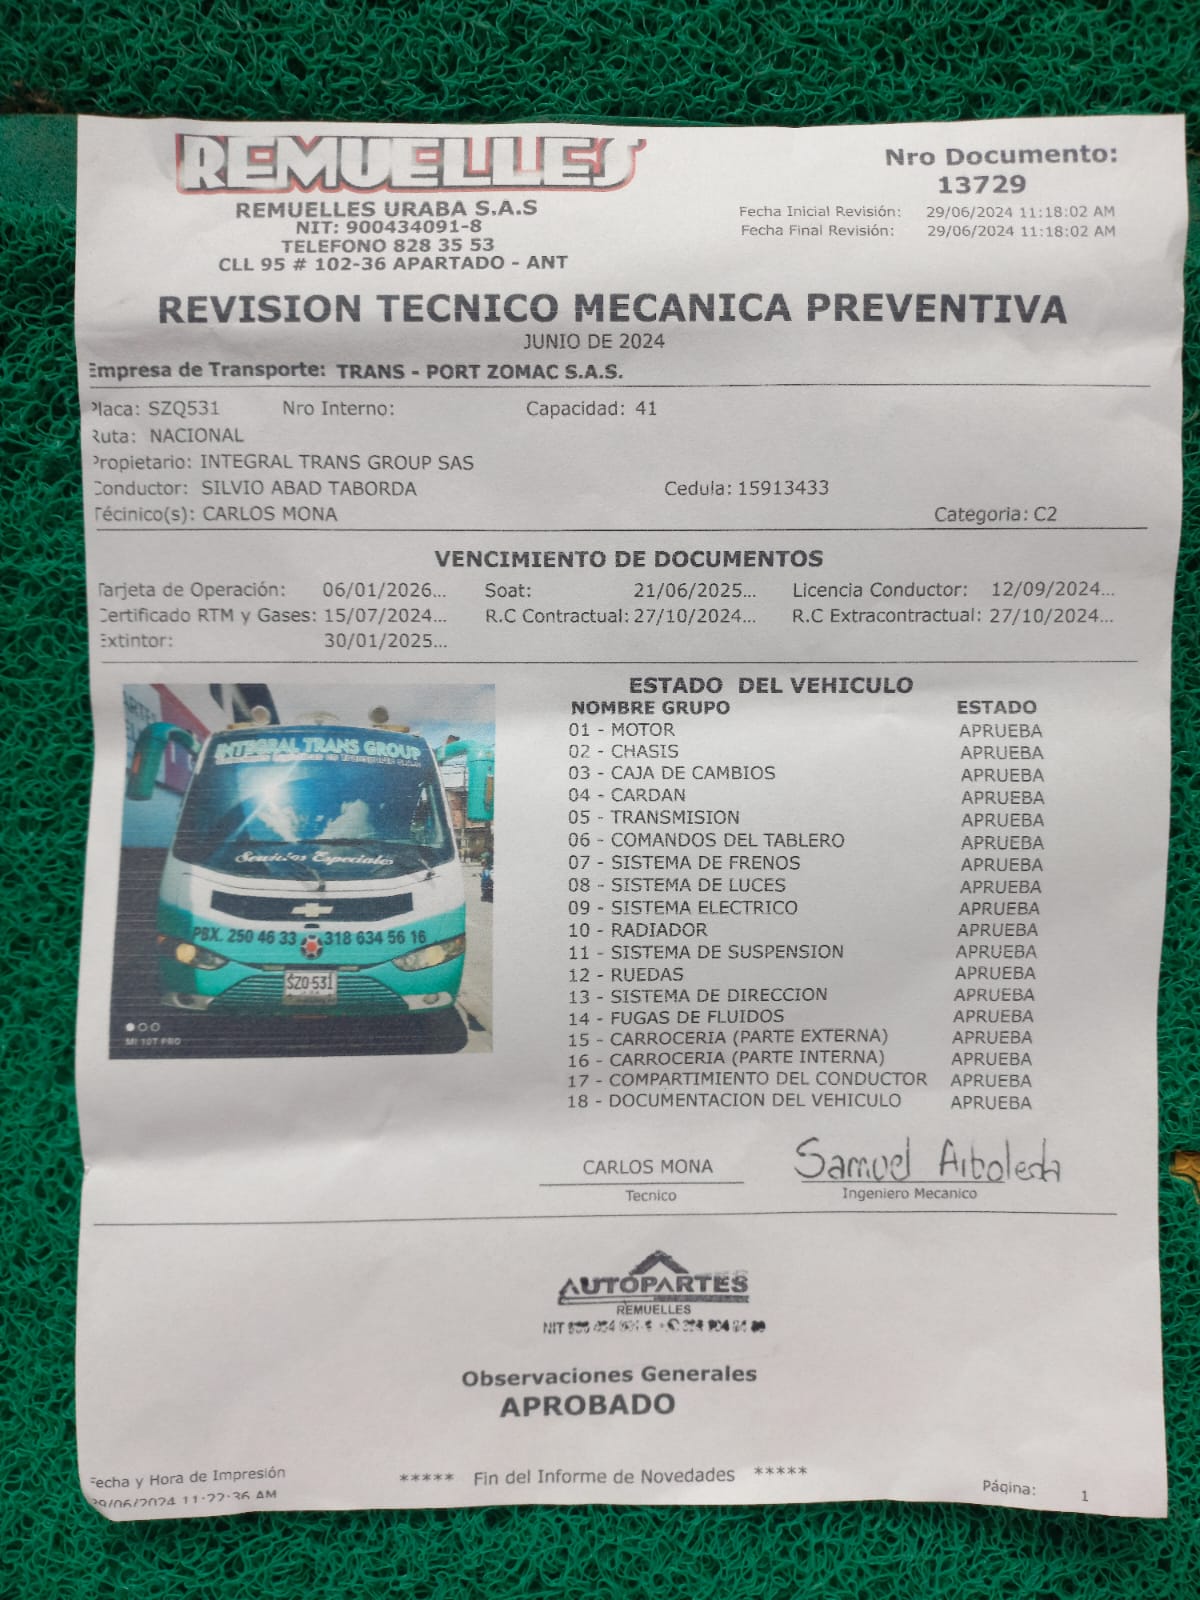 REMUELLES
REMUELLES URABA S.A.S
NIT: 900434091-8
TELEFONO 828 35 53
CLL 95 # 102-36 APARTADO - ANT
Nro Documento:
13729
Fecha Inicial Revisión: 29/06/2024 11:18:02 AM
Fecha Final Revisión: 29/06/2024 11:18:02 AM
REVISION TECNICO MECANICA PREVENTIVA
JUNIO DE 2024
Empresa de Transporte: TRANS - PORT ZOMAC S.A.S.
Placa: SZQ531 Nro Interno: Capacidad: 41
Ruta: NACIONAL
Propietario: INTEGRAL TRANS GROUP SAS
Conductor: SILVIO ABAD TABORDA Cedula: 15913433
Técinico(s): CARLOS MONA Categoria: C2
VENCIMIENTO DE DOCUMENTOS
Tarjeta de Operación: 06/01/2026... Soat: 21/06/2025... Licencia Conductor: 12/09/2024...
Certificado RTM y Gases: 15/07/2024... R.C Contractual: 27/10/2024... R.C Extracontractual: 27/10/2024...
Extintor: 30/01/2025...
INTEGRAL TRANS GROUP
Servicios Especiales
PBX. 250 46 33 318 634 56 16
SZQ-531
MI 10T PRO
ESTADO DEL VEHICULO
NOMBRE GRUPO ESTADO
01 - MOTOR APRUEBA
02 - CHASIS APRUEBA
03 - CAJA DE CAMBIOS APRUEBA
04 - CARDAN APRUEBA
05 - TRANSMISION APRUEBA
06 - COMANDOS DEL TABLERO APRUEBA
07 - SISTEMA DE FRENOS APRUEBA
08 - SISTEMA DE LUCES APRUEBA
09 - SISTEMA ELECTRICO APRUEBA
10 - RADIADOR APRUEBA
11 - SISTEMA DE SUSPENSION APRUEBA
12 - RUEDAS APRUEBA
13 - SISTEMA DE DIRECCION APRUEBA
14 - FUGAS DE FLUIDOS APRUEBA
15 - CARROCERIA (PARTE EXTERNA) APRUEBA
16 - CARROCERIA (PARTE INTERNA) APRUEBA
17 - COMPARTIMIENTO DEL CONDUCTOR APRUEBA
18 - DOCUMENTACION DEL VEHICULO APRUEBA
CARLOS MONA Samuel Arboleda
Tecnico Ingeniero Mecanico
AUTOPARTES
REMUELLES
NIT
Observaciones Generales
APROBADO
Fecha y Hora de Impresión ***** Fin del Informe de Novedades ***** Página: 1
29/06/2024 11:22:36 AM